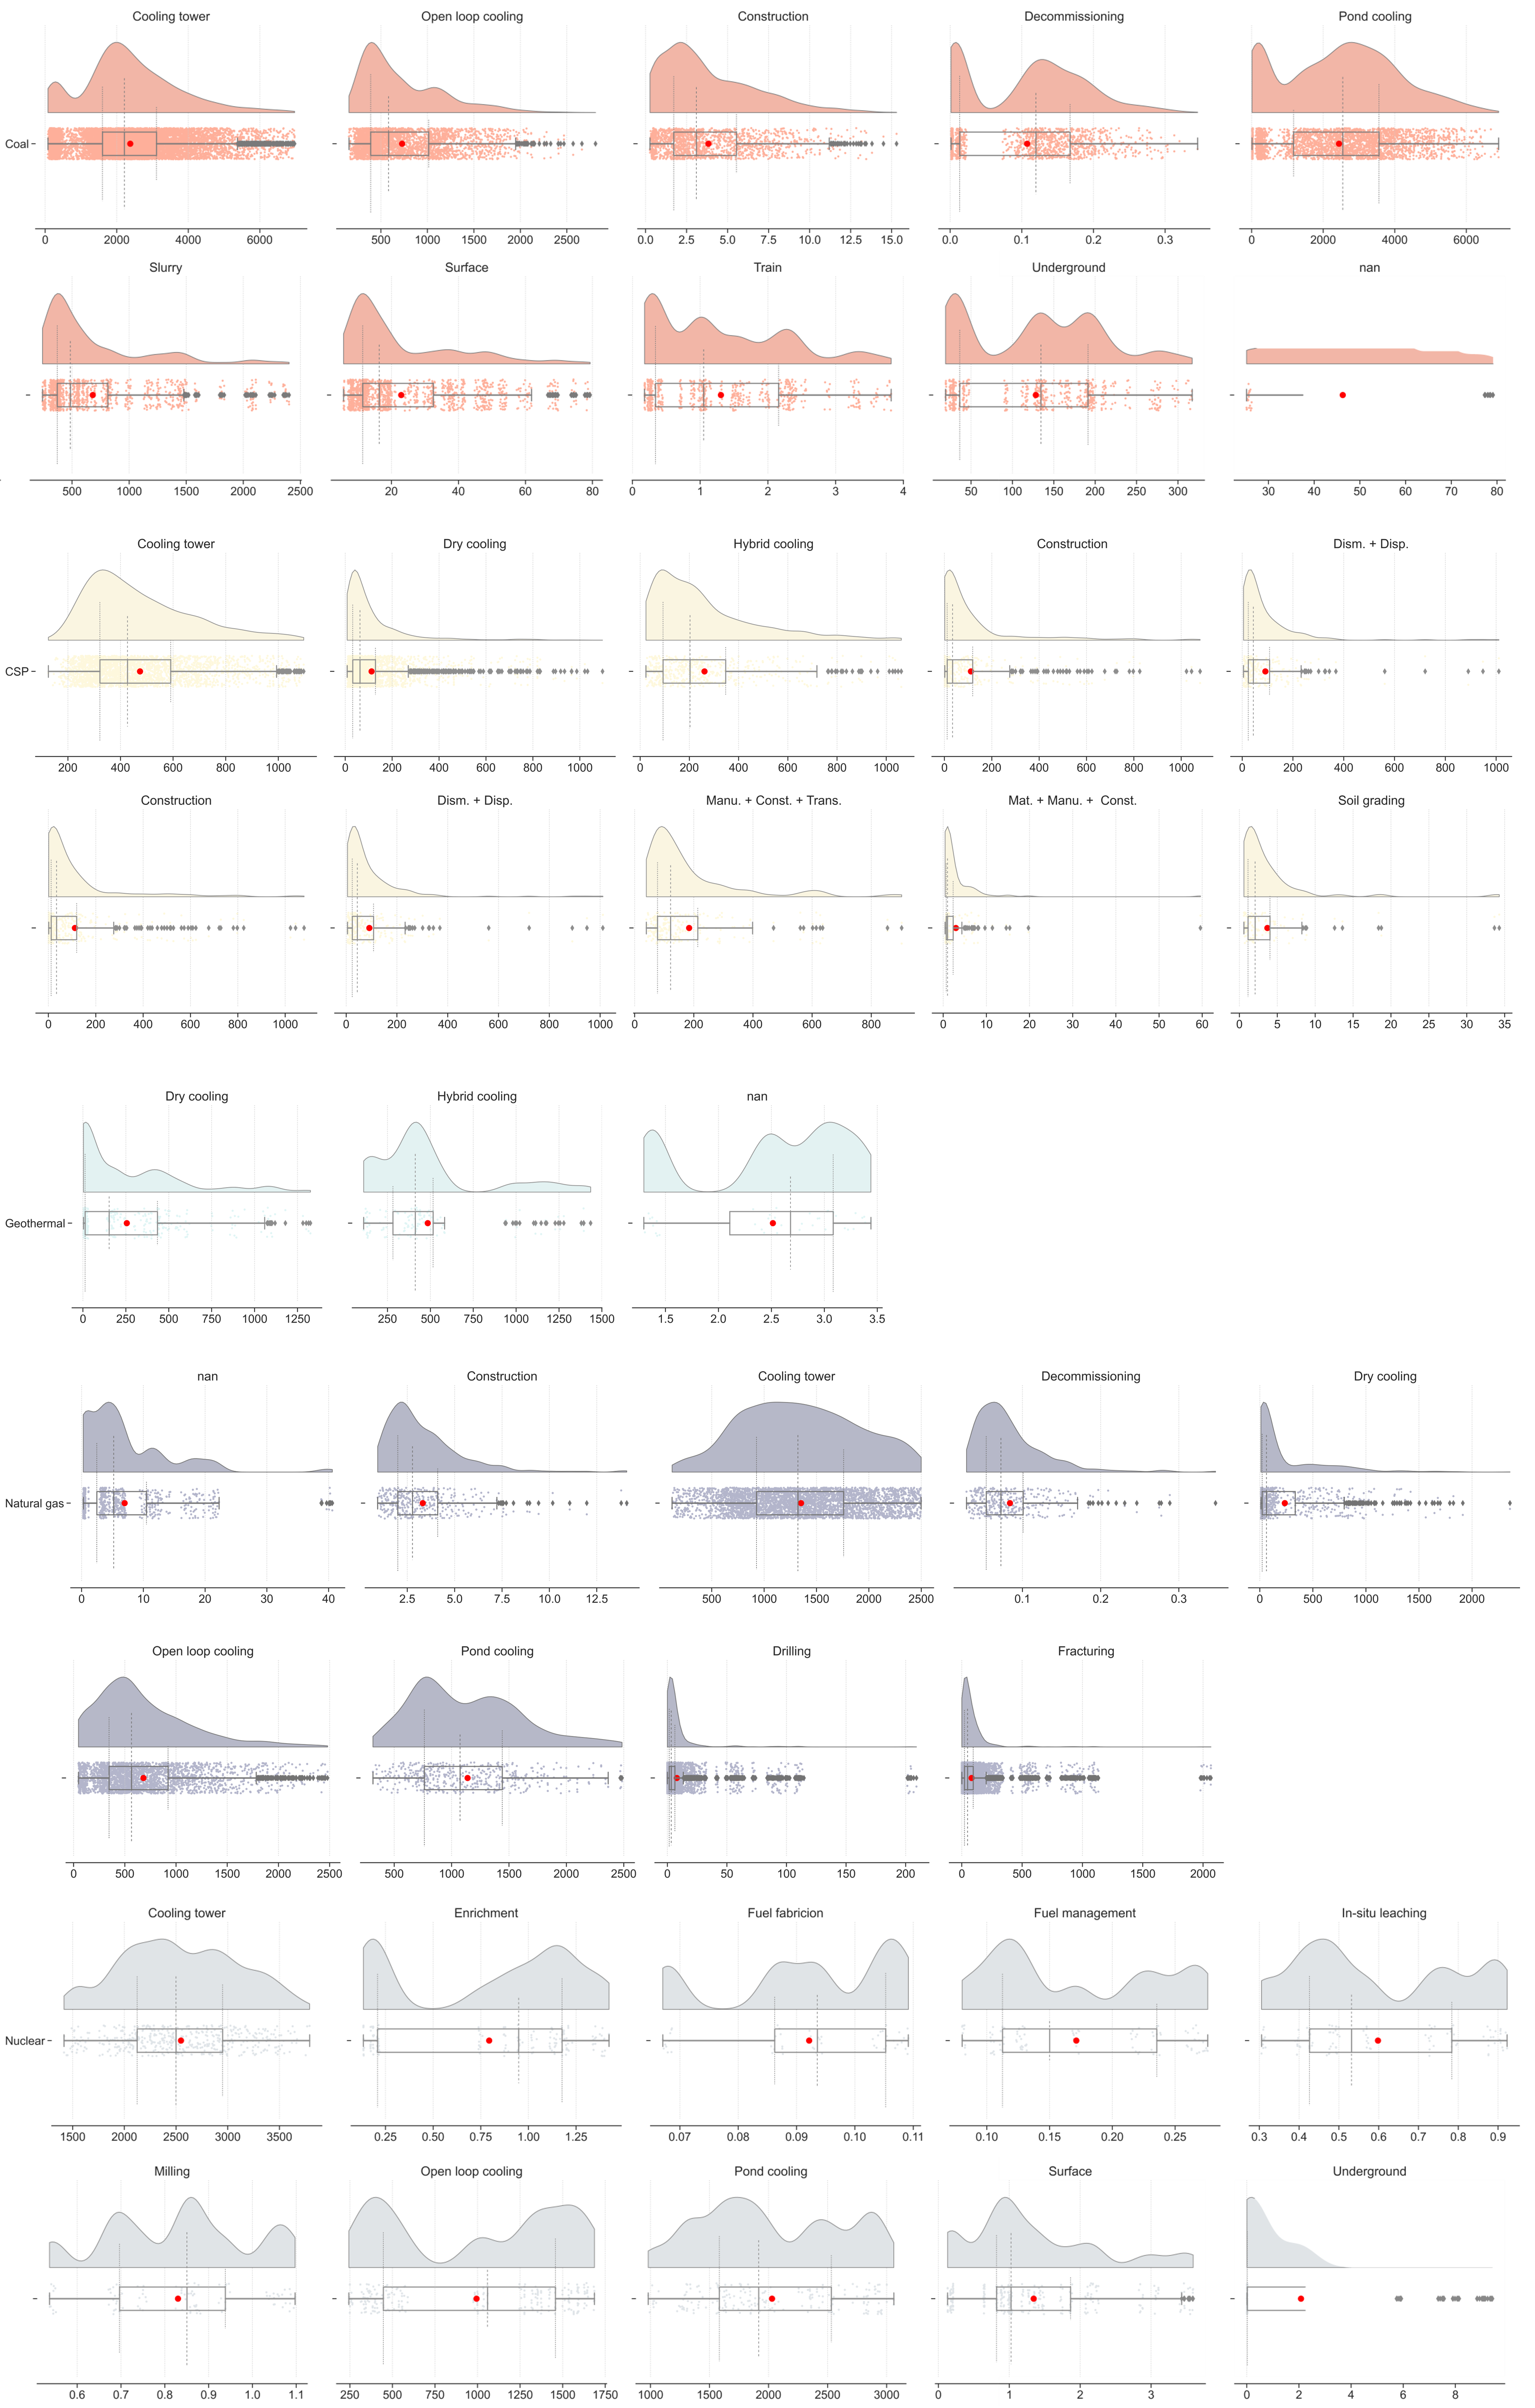 Cooling tower Open loop cooling Construction Decommissioning Pond cooling
Coal
0 2000 4000 6000 500 1000 1500 2000 2500 0.0 2.5 5.0 7.5 10.0 12.5 15.0 0.0 0.1 0.2 0.3 0 2000 4000 6000
Slurry Surface Train Underground nan
500 1000 1500 2000 2500 20 40 60 80 0 1 2 3 4 50 100 150 200 250 300 30 40 50 60 70 80
Cooling tower Dry cooling Hybrid cooling Construction Dism. + Disp.
CSP
200 400 600 800 1000 0 200 400 600 800 1000 0 200 400 600 800 1000 0 200 400 600 800 1000 0 200 400 600 800 1000
Construction Dism. + Disp. Manu. + Const. + Trans. Mat. + Manu. + Const. Soil grading
0 200 400 600 800 1000 0 200 400 600 800 1000 0 200 400 600 800 0 10 20 30 40 50 60 0 5 10 15 20 25 30 35
Dry cooling Hybrid cooling nan
Geothermal
0 250 500 750 1000 1250 250 500 750 1000 1250 1500 1.5 2.0 2.5 3.0 3.5
nan Construction Cooling tower Decommissioning Dry cooling
Natural gas
0 10 20 30 40 2.5 5.0 7.5 10.0 12.5 500 1000 1500 2000 2500 0.1 0.2 0.3 0 500 1000 1500 2000
Open loop cooling Pond cooling Drilling Fracturing
0 500 1000 1500 2000 2500 500 1000 1500 2000 2500 0 50 100 150 200 0 500 1000 1500 2000
Cooling tower Enrichment Fuel fabricion Fuel management In-situ leaching
Nuclear
1500 2000 2500 3000 3500 0.25 0.50 0.75 1.00 1.25 0.07 0.08 0.09 0.10 0.11 0.10 0.15 0.20 0.25 0.3 0.4 0.5 0.6 0.7 0.8 0.9
Milling Open loop cooling Pond cooling Surface Underground
0.6 0.7 0.8 0.9 1.0 1.1 250 500 750 1000 1250 1500 1750 1000 1500 2000 2500 3000 0 1 2 3 0 2 4 6 8